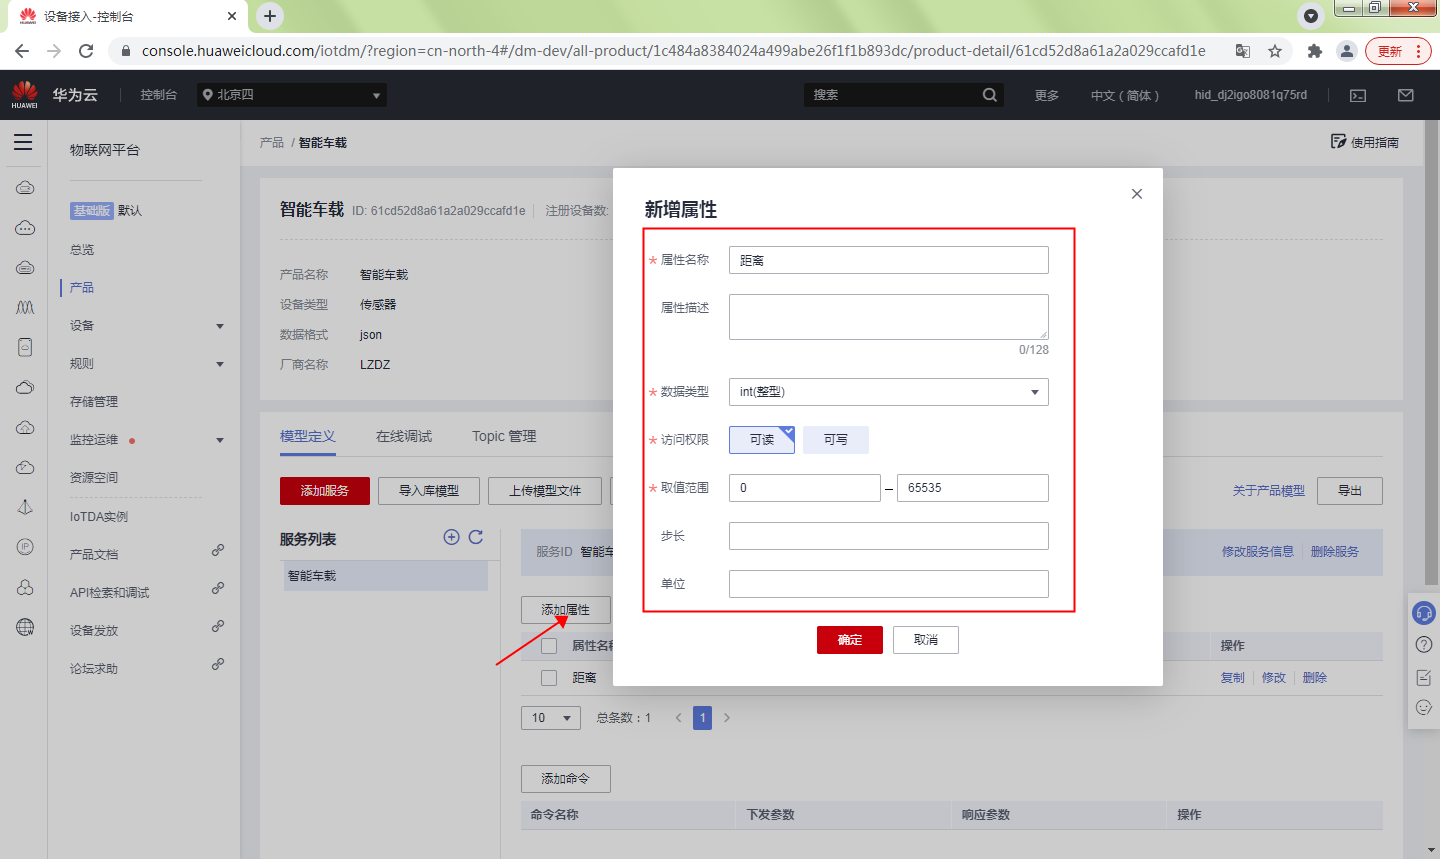 设备接入-控制台
console.huaweicloud.com/iotdm/?region=cn-north-4#/dm-dev/all-product/1c484a8384024a499abe26f1f1b893dc/product-detail/61cd52d8a61a2a029ccafd1e
更新
HUAWEI
华为云
控制台
北京四
搜索
更多
中文 ( 简体 )
hid_dj2igo8081q75rd
物联网平台
基础版 默认
总览
产品
设备
规则
存储管理
监控运维
资源空间
IoTDA实例
产品文档
API检索和调试
设备发放
论坛求助
IP
产品 / 智能车载
使用指南
智能车载 ID: 61cd52d8a61a2a029ccafd1e 注册设备数:
产品名称 智能车载
设备类型 传感器
数据格式 json
厂商名称 LZDZ
模型定义 在线调试 Topic 管理
添加服务 导入库模型 上传模型文件
关于产品模型 导出
服务列表
智能车载
服务ID 智能车
修改服务信息 删除服务
添加属性
属性名称 操作
距离 复制 修改 删除
10 总条数：1 1
添加命令
命令名称 下发参数 响应参数 操作
新增属性
* 属性名称 距离
属性描述
0/128
* 数据类型 int(整型)
* 访问权限 可读 可写
* 取值范围 0 – 65535
步长
单位
确定 取消